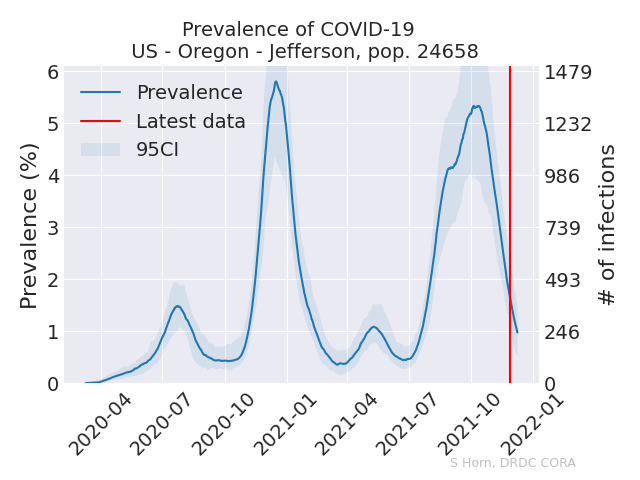 Prevalence of COVID-19
US - Oregon - Jefferson, pop. 24658
Prevalence
Latest data
95CI
Prevalence (%)
6
5
4
3
2
1
0
1479
1232
986
739
493
246
0
# of infections
2020-04
2020-07
2020-10
2021-01
2021-04
2021-07
2021-10
2022-01
S Horn, DRDC CORA